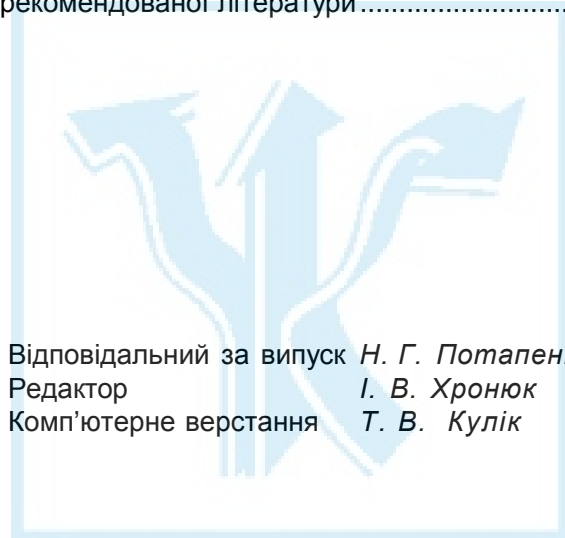 рекомендованої літератури..........................
Відповідальний за випуск Н. Г. Потапен
Редактор І. В. Хронюк
Комп’ютерне верстання Т. В. Кулік